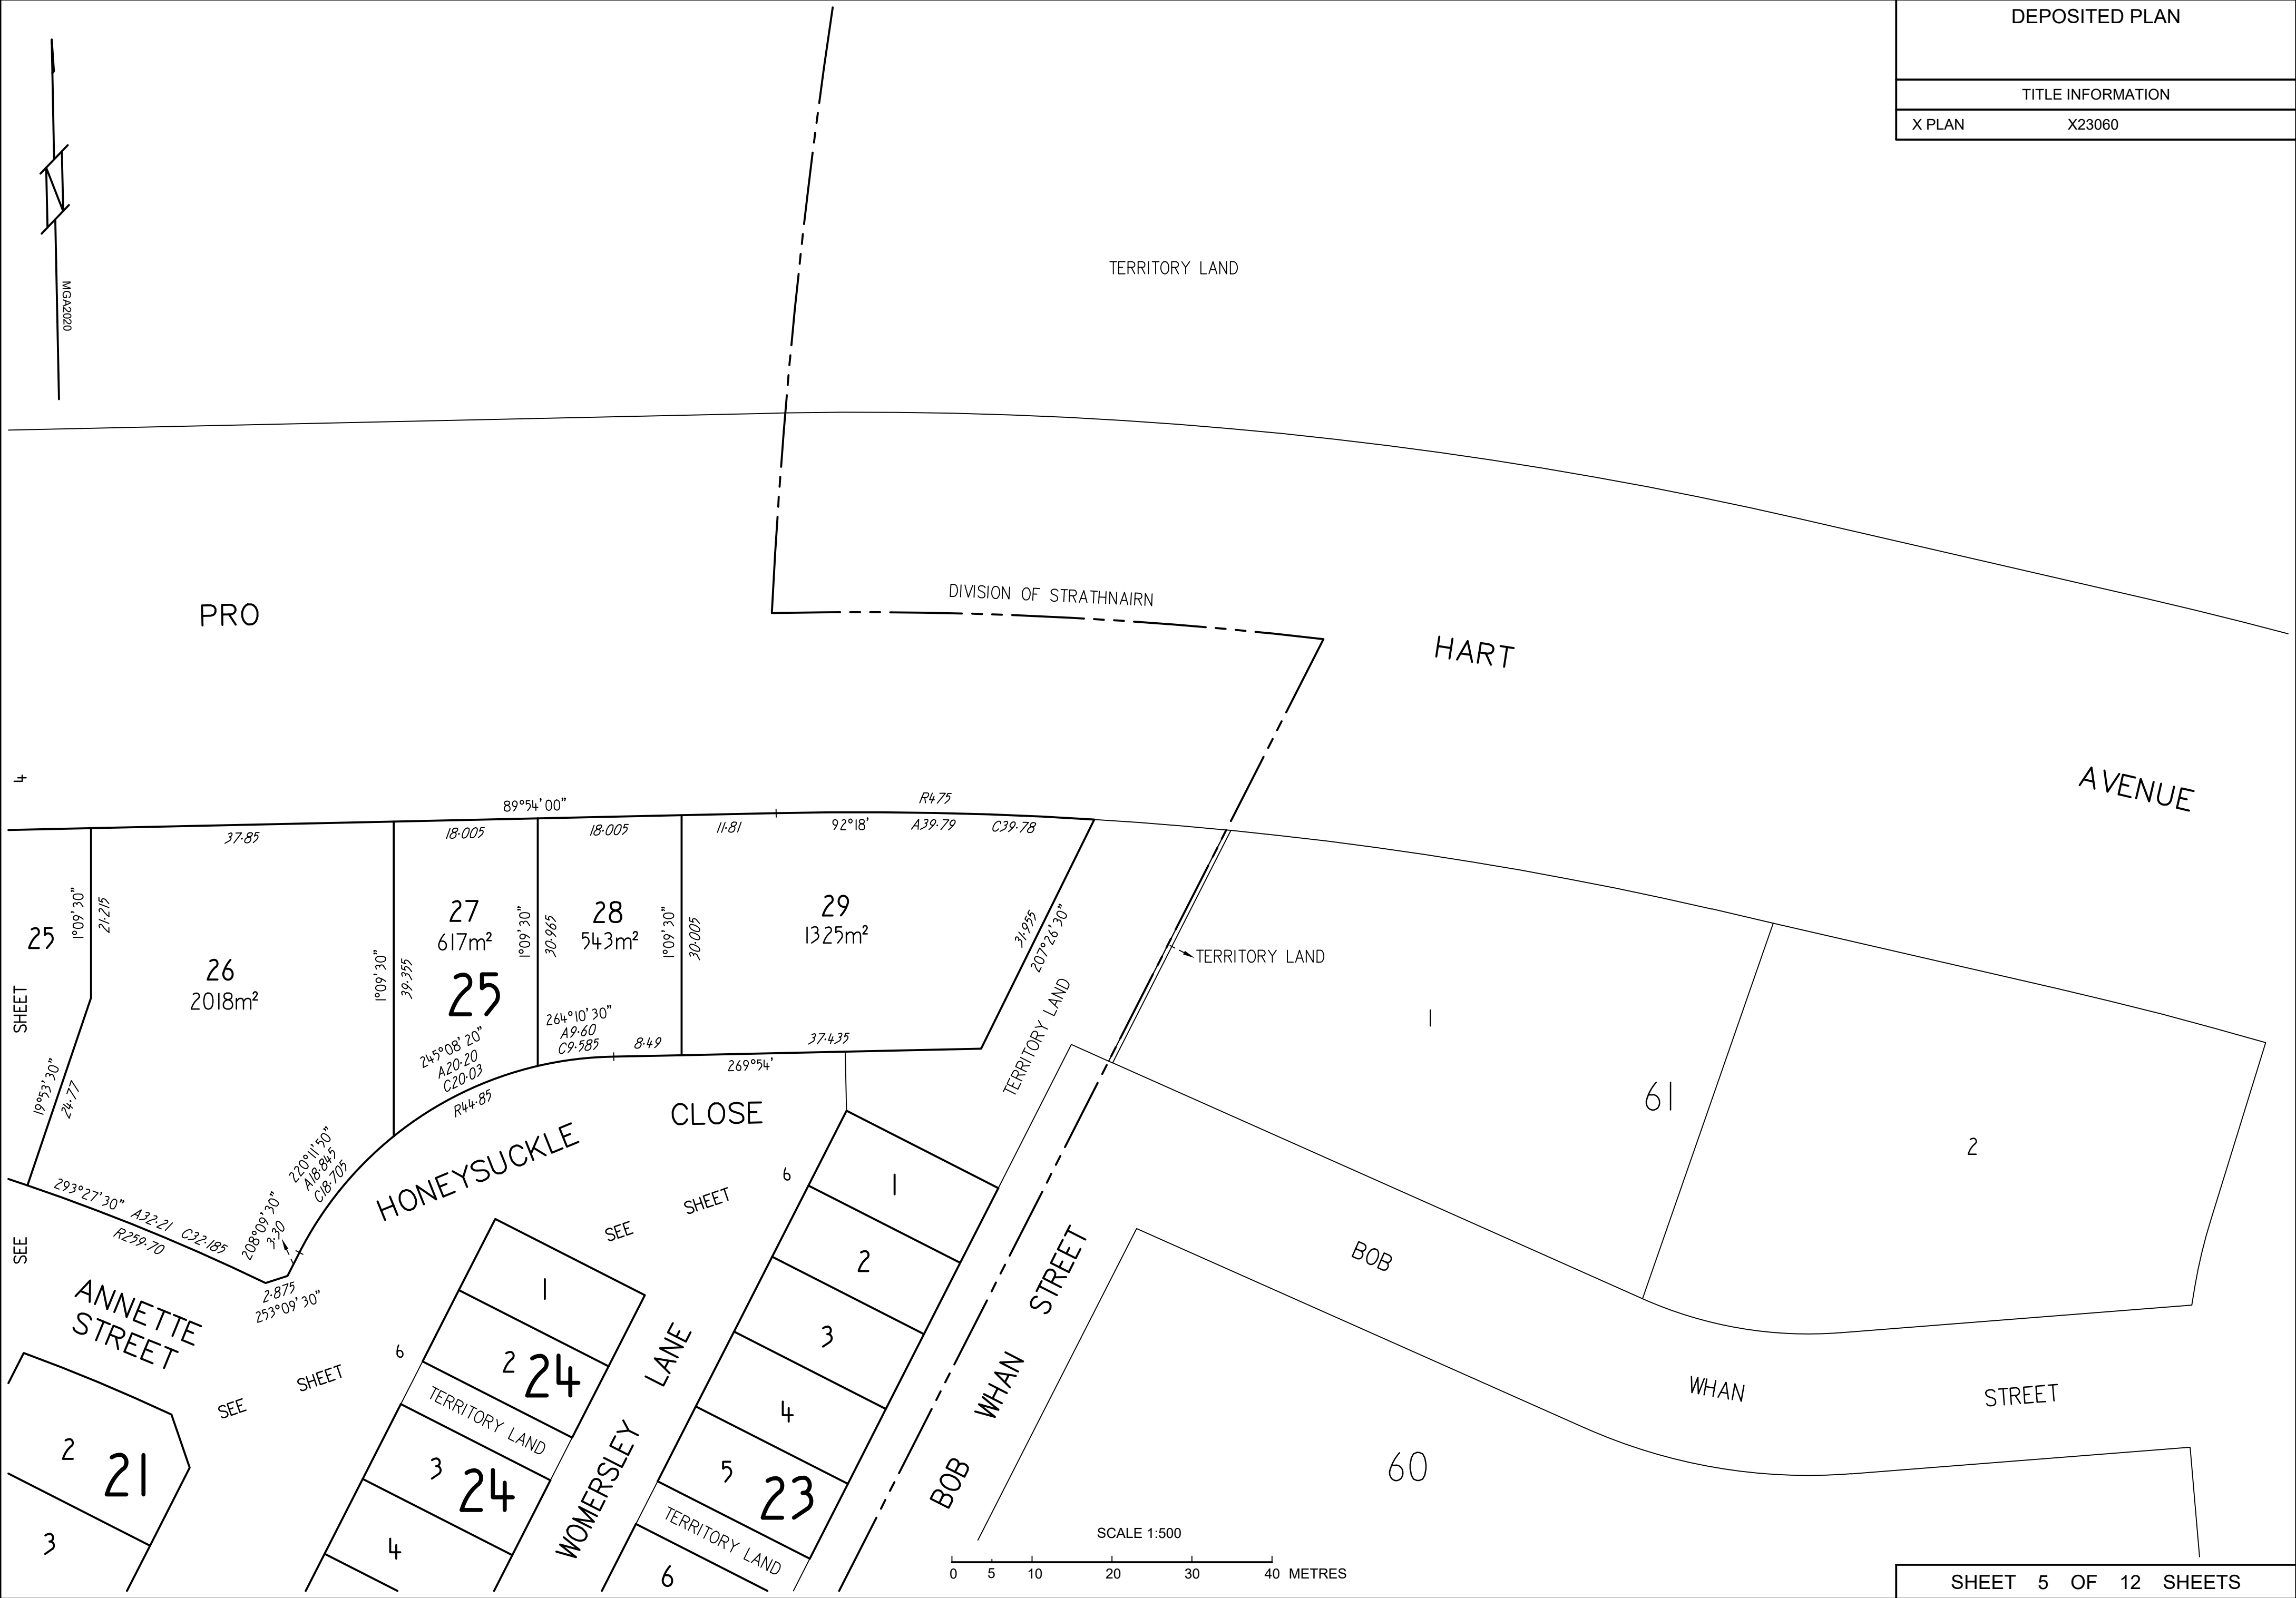 DEPOSITED PLAN
TITLE INFORMATION
X PLAN X23060
N
MGA2020
TERRITORY LAND
DIVISION OF STRATHNAIRN
PRO
HART
AVENUE
4
SHEET
SEE
89°54'00"
R475
37·85
18·005
18·005
11·81
92°18'
A39·79
C39·78
25
1°09'30"
21·215
26
2018m²
1°09'30"
39·355
27
617m²
25
1°09'30"
30·965
28
543m²
1°09'30"
30·005
29
1325m²
31·955
207°26'30"
TERRITORY LAND
TERRITORY LAND
19°53'30"
24·77
245°08'20"
A20·20
C20·03
R44·85
264°10'30"
A9·60
C9·585
8·49
37·435
269°54'
220°11'50"
A18·845
C18·705
208°09'30"
3·30
293°27'30"
A32·21
C32·185
R259·70
2·875
253°09'30"
HONEYSUCKLE
CLOSE
ANNETTE
STREET
SEE SHEET 6
SEE SHEET 6
1
2
24
TERRITORY LAND
3
24
4
WOMERSLEY
LANE
1
2
3
4
5
23
TERRITORY LAND
6
2
21
3
BOB
WHAN
STREET
1
61
2
BOB
WHAN
STREET
60
SCALE 1:500
0 5 10 20 30 40 METRES
SHEET 5 OF 12 SHEETS